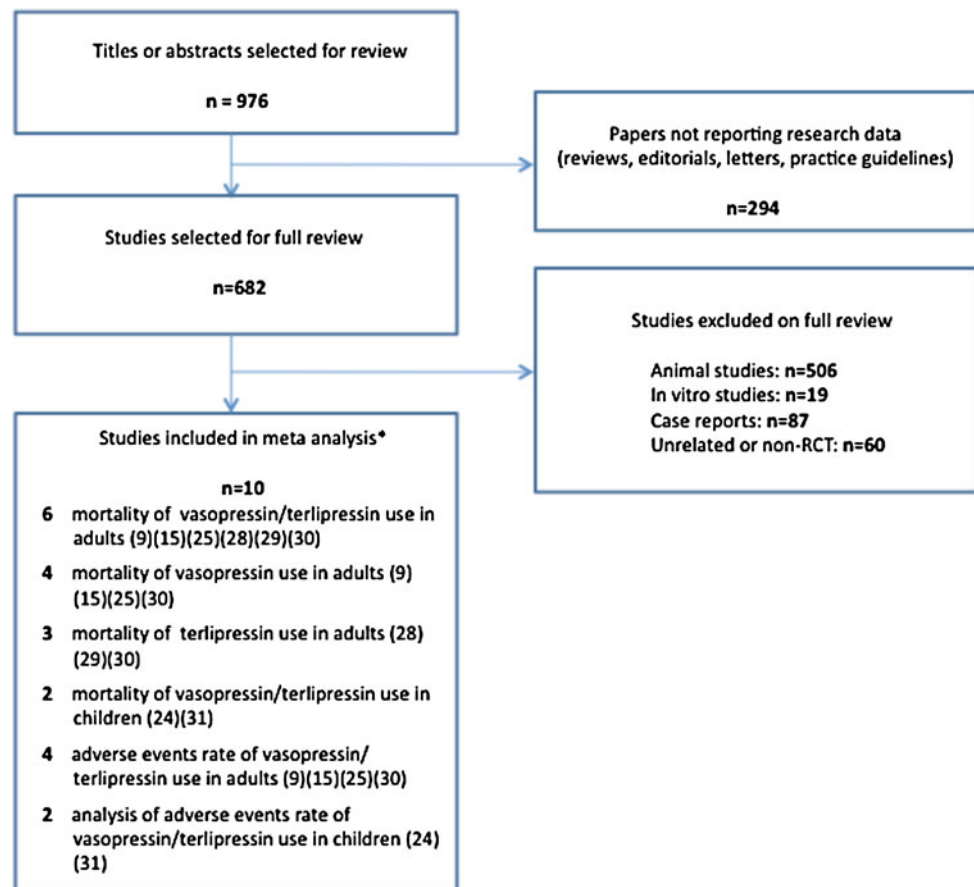 Titles or abstracts selected for review
n = 976
Papers not reporting research data
(reviews, editorials, letters, practice guidelines)
n=294
Studies selected for full review
n=682
Studies excluded on full review
Animal studies: n=506
In vitro studies: n=19
Case reports: n=87
Unrelated or non-RCT: n=60
Studies included in meta analysis*
n=10
6 mortality of vasopressin/terlipressin use in
adults (9)(15)(25)(28)(29)(30)
4 mortality of vasopressin use in adults (9)
(15)(25)(30)
3 mortality of terlipressin use in adults (28)
(29)(30)
2 mortality of vasopressin/terlipressin use in
children (24)(31)
4 adverse events rate of vasopressin/
terlipressin use in adults (9)(15)(25)(30)
2 analysis of adverse events rate of
vasopressin/terlipressin use in children (24)
(31)